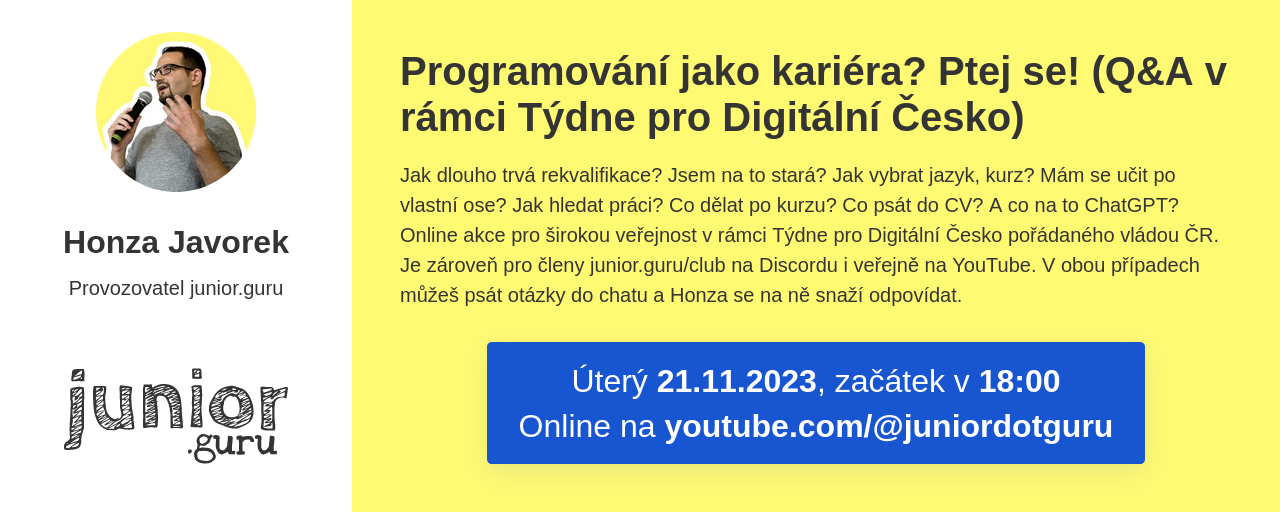 Honza Javorek
Provozovatel junior.guru
junior
.guru
Programování jako kariéra? Ptej se! (Q&A v
rámci Týdne pro Digitální Česko)
Jak dlouho trvá rekvalifikace? Jsem na to stará? Jak vybrat jazyk, kurz? Mám se učit po
vlastní ose? Jak hledat práci? Co dělat po kurzu? Co psát do CV? A co na to ChatGPT?
Online akce pro širokou veřejnost v rámci Týdne pro Digitální Česko pořádaného vládou ČR.
Je zároveň pro členy junior.guru/club na Discordu i veřejně na YouTube. V obou případech
můžeš psát otázky do chatu a Honza se na ně snaží odpovídat.
Úterý 21.11.2023, začátek v 18:00
Online na youtube.com/@juniordotguru